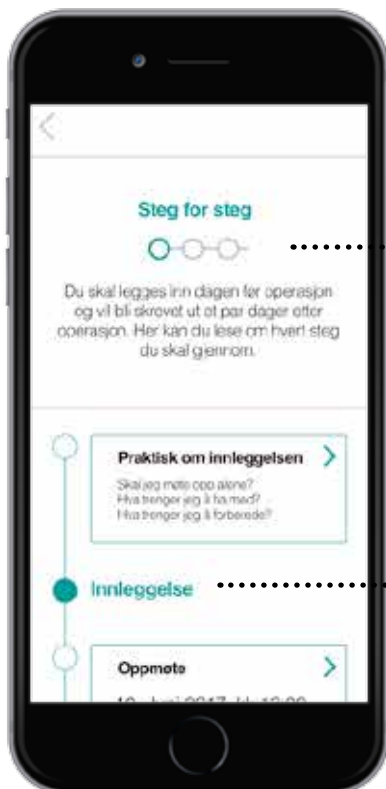 Steg for steg
Du skal legges inn dagen før operasjon
og vil bli skrevet ut et par dager etter
operasjon. Her kan du lese om hvert steg
du skal gjennom.
Praktisk om innleggelsen
Skal jeg møte opp alene?
Hva trenger jeg å ha med?
Hva trenger jeg å forberede?
Innleggelse
Oppmøte